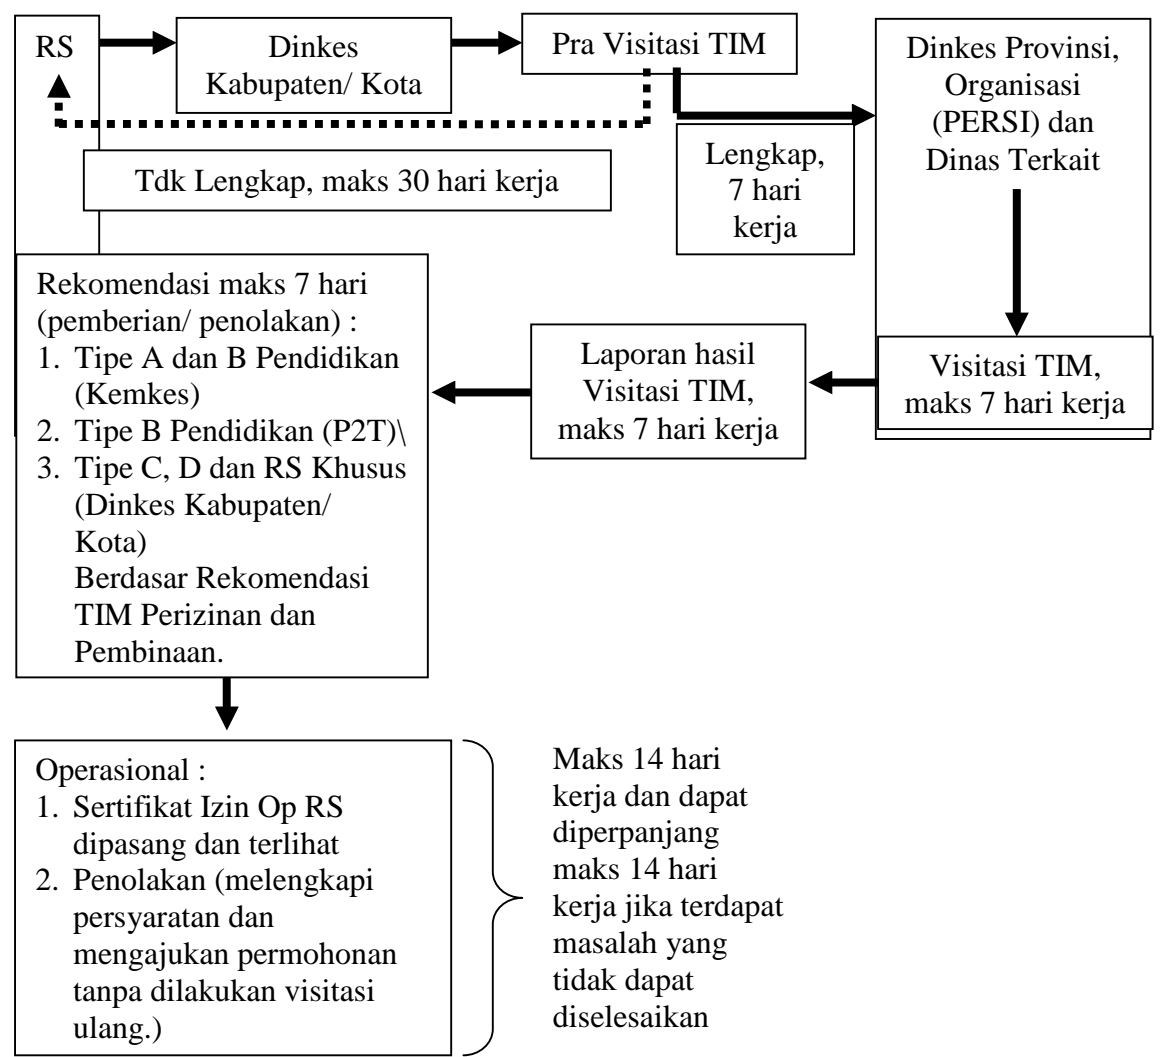 RS
Dinkes
Kabupaten/ Kota
Pra Visitasi TIM
Dinkes Provinsi,
Organisasi
(PERSI) dan
Dinas Terkait
Tdk Lengkap, maks 30 hari kerja
Lengkap,
7 hari
kerja
Visitasi TIM,
maks 7 hari kerja
Laporan hasil
Visitasi TIM,
maks 7 hari kerja
Rekomendasi maks 7 hari
(pemberian/ penolakan) :
1. Tipe A dan B Pendidikan
(Kemkes)
2. Tipe B Pendidikan (P2T)\
3. Tipe C, D dan RS Khusus
(Dinkes Kabupaten/
Kota)
Berdasar Rekomendasi
TIM Perizinan dan
Pembinaan.
Operasional :
1. Sertifikat Izin Op RS
dipasang dan terlihat
2. Penolakan (melengkapi
persyaratan dan
mengajukan permohonan
tanpa dilakukan visitasi
ulang.)
Maks 14 hari
kerja dan dapat
diperpanjang
maks 14 hari
kerja jika terdapat
masalah yang
tidak dapat
diselesaikan